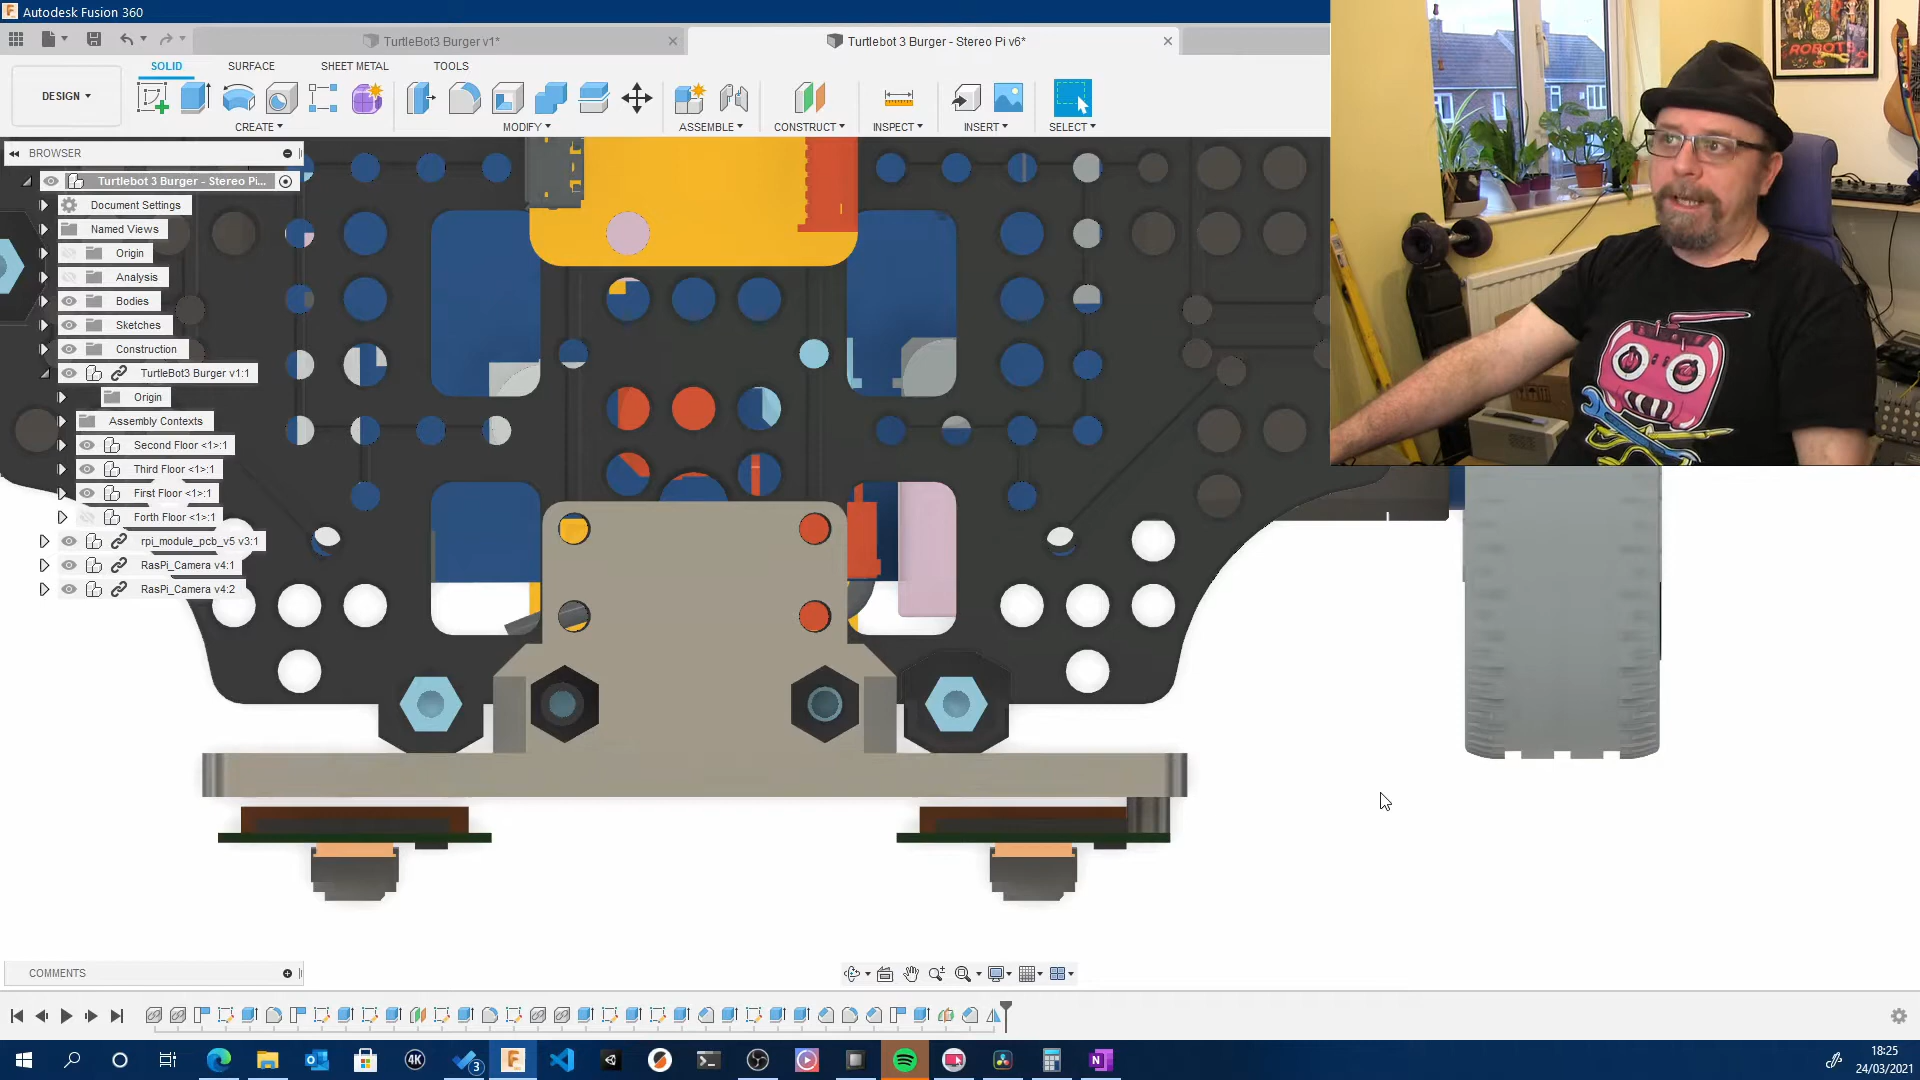 Autodesk Fusion 360
TurtleBot3 Burger v1*
Turtlebot 3 Burger - Stereo Pi v6*
SOLID
SURFACE
SHEET METAL
TOOLS
DESIGN
CREATE
MODIFY
ASSEMBLE
CONSTRUCT
INSPECT
INSERT
SELECT
BROWSER
Turtlebot 3 Burger - Stereo Pi...
Document Settings
Named Views
Origin
Analysis
Bodies
Sketches
Construction
TurtleBot3 Burger v1:1
Origin
Assembly Contexts
Second Floor <1>:1
Third Floor <1>:1
First Floor <1>:1
Forth Floor <1>:1
rpi_module_pcb_v5 v3:1
RasPi_Camera v4:1
RasPi_Camera v4:2
COMMENTS
ROBOTS
4K
3
18:25
24/03/2021